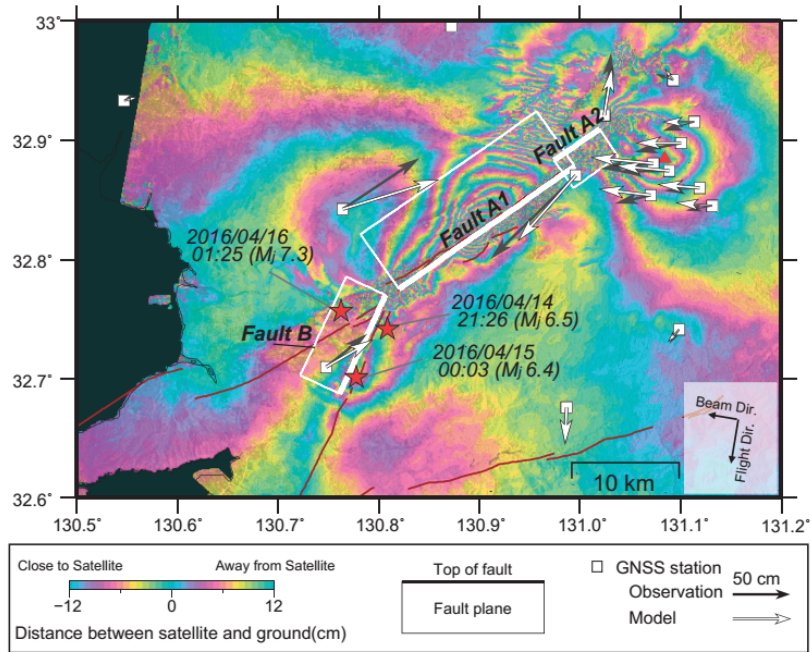 33˚
32.9
32.8
32.7
32.6
130.5 130.6 130.7 130.8 130.9 131.0 131.1 131.2
Fault A2
Fault A1
2016/04/16
01:25 (Mj 7.3)
2016/04/14
21:26 (Mj 6.5)
Fault B
2016/04/15
00:03 (Mj 6.4)
Beam Dir.
Flight Dir.
10 km
Close to Satellite Away from Satellite
−12 0 12
Distance between satellite and ground(cm)
Top of fault
Fault plane
GNSS station
Observation 50 cm
Model